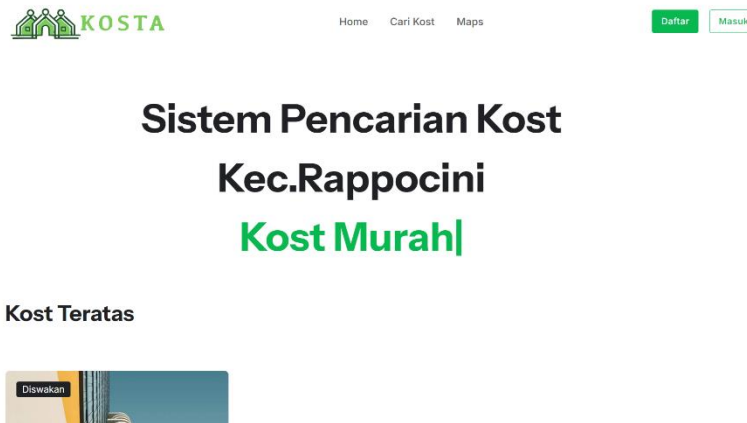 KOSTA
Home Cari Kost Maps Daftar Masuk
Sistem Pencarian Kost
Kec.Rappocini
Kost Murah|
Kost Teratas
Diswakan